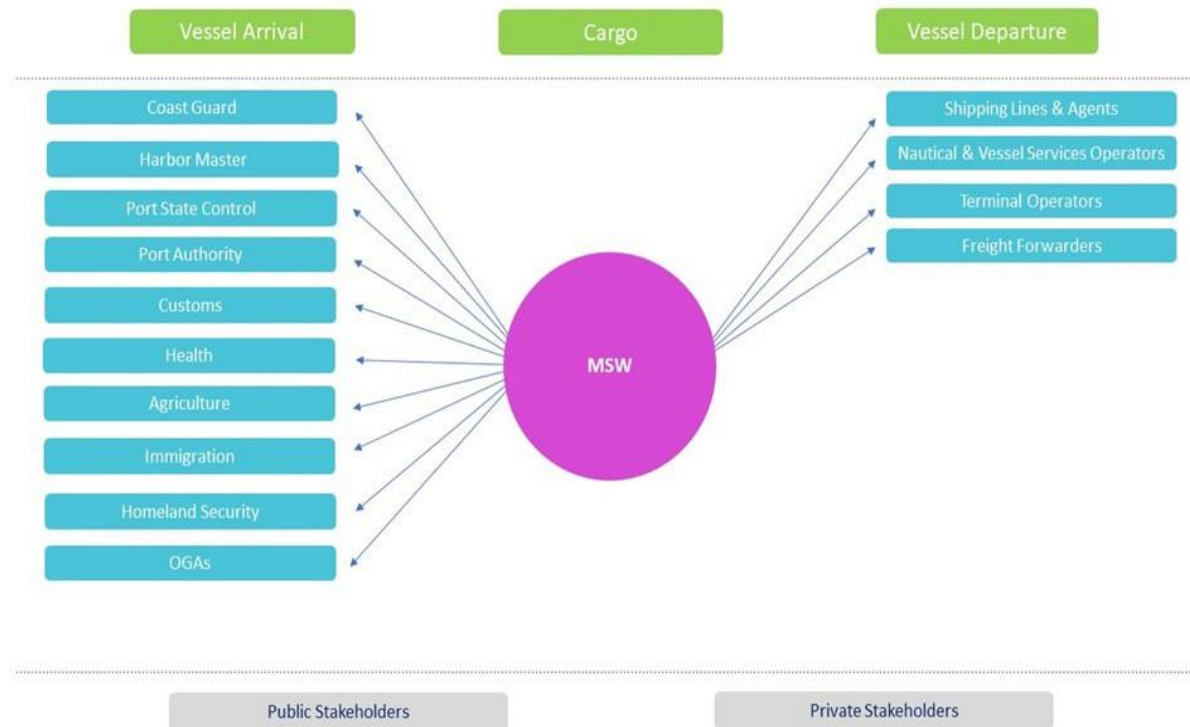 Vessel Arrival
Cargo
Vessel Departure
Coast Guard
Harbor Master
Port State Control
Port Authority
Customs
Health
Agriculture
Immigration
Homeland Security
OGAs
MSW
Shipping Lines & Agents
Nautical & Vessel Services Operators
Terminal Operators
Freight Forwarders
Public Stakeholders
Private Stakeholders